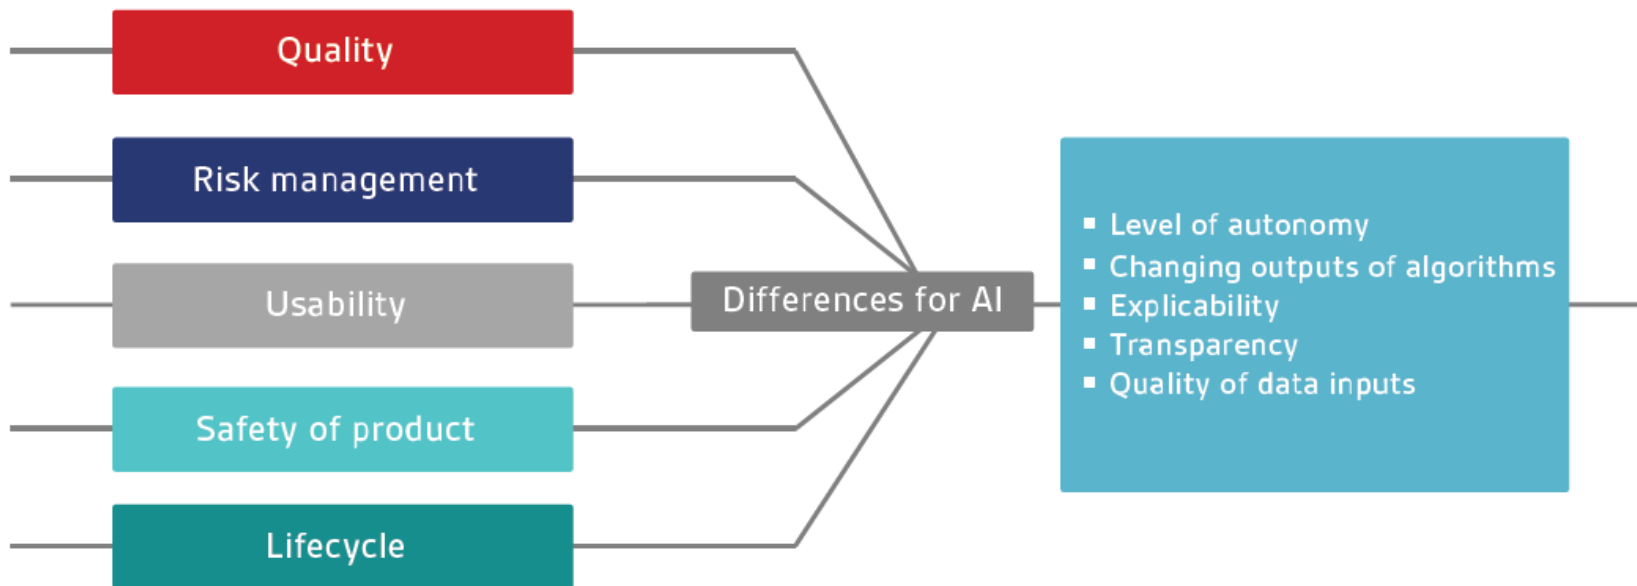 Quality
Risk management
Usability
Safety of product
Lifecycle
Differences for AI
▪ Level of autonomy
▪ Changing outputs of algorithms
▪ Explicability
▪ Transparency
▪ Quality of data inputs